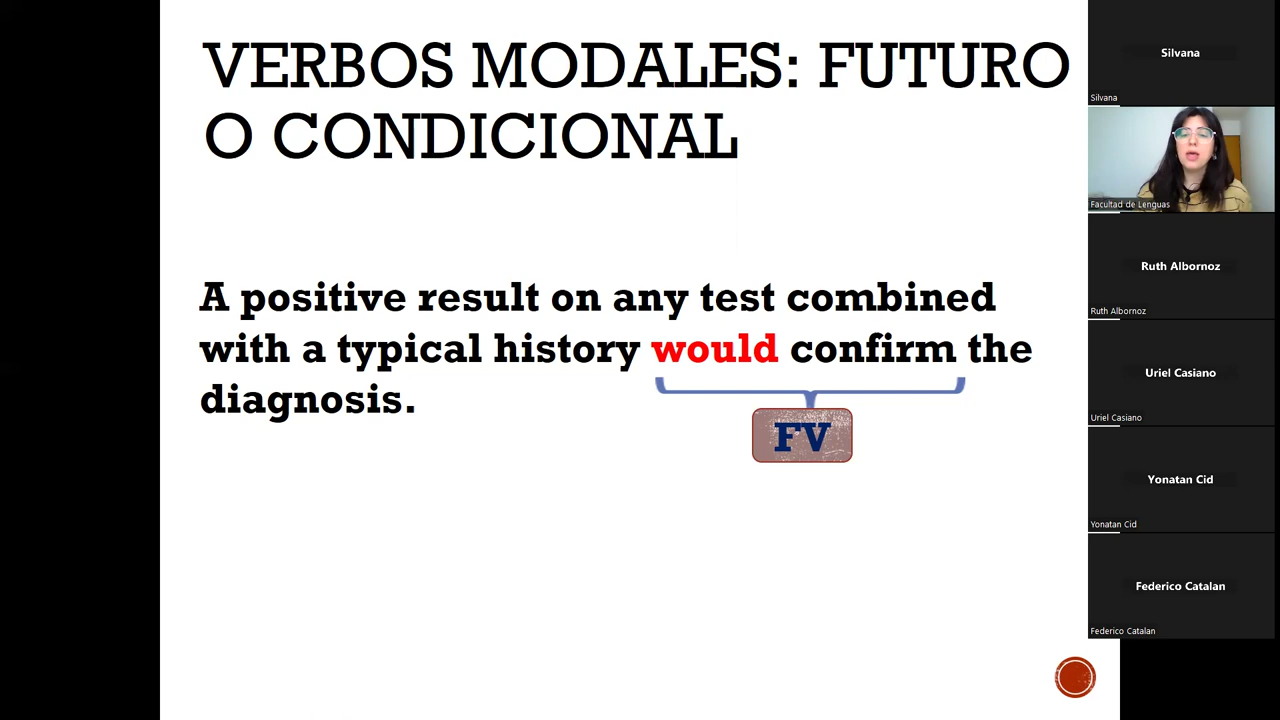 VERBOS MODALES: FUTURO
O CONDICIONAL
A positive result on any test combined
with a typical history would confirm the
diagnosis.
FV
Silvana
Silvana
Facultad de Lenguas
Ruth Albornoz
Ruth Albornoz
Uriel Casiano
Uriel Casiano
Yonatan Cid
Yonatan Cid
Federico Catalan
Federico Catalan